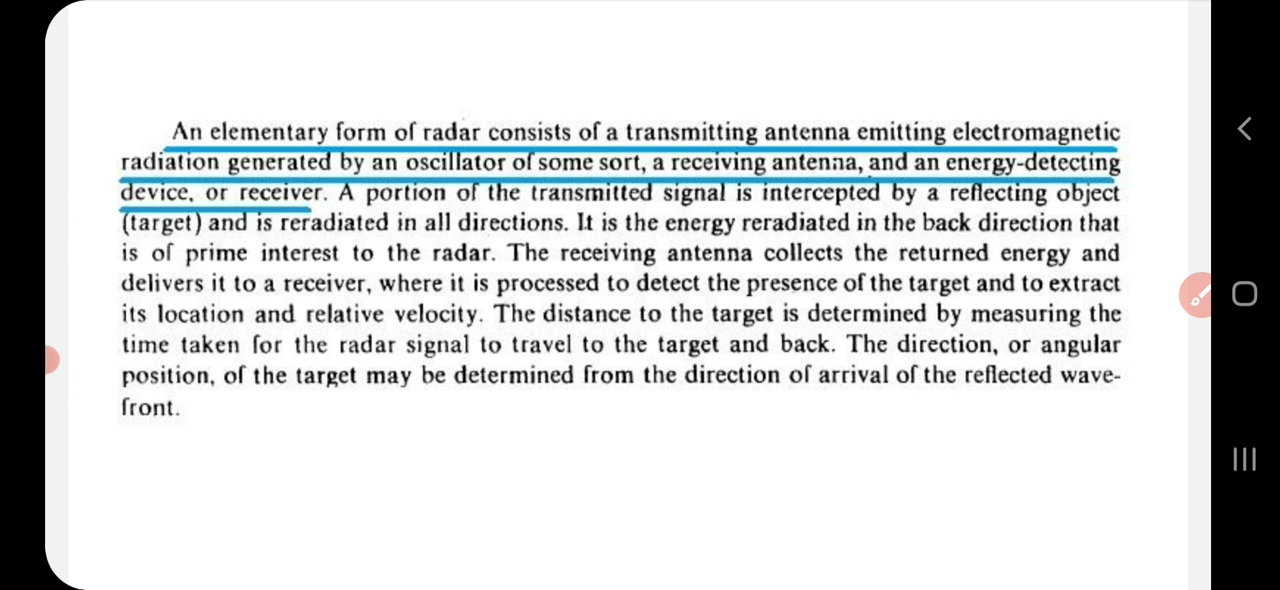 An elementary form of radar consists of a transmitting antenna emitting electromagnetic
radiation generated by an oscillator of some sort, a receiving antenna, and an energy-detecting
device, or receiver. A portion of the transmitted signal is intercepted by a reflecting object
(target) and is reradiated in all directions. It is the energy reradiated in the back direction that
is of prime interest to the radar. The receiving antenna collects the returned energy and
delivers it to a receiver, where it is processed to detect the presence of the target and to extract
its location and relative velocity. The distance to the target is determined by measuring the
time taken for the radar signal to travel to the target and back. The direction, or angular
position, of the target may be determined from the direction of arrival of the reflected wave-
front.